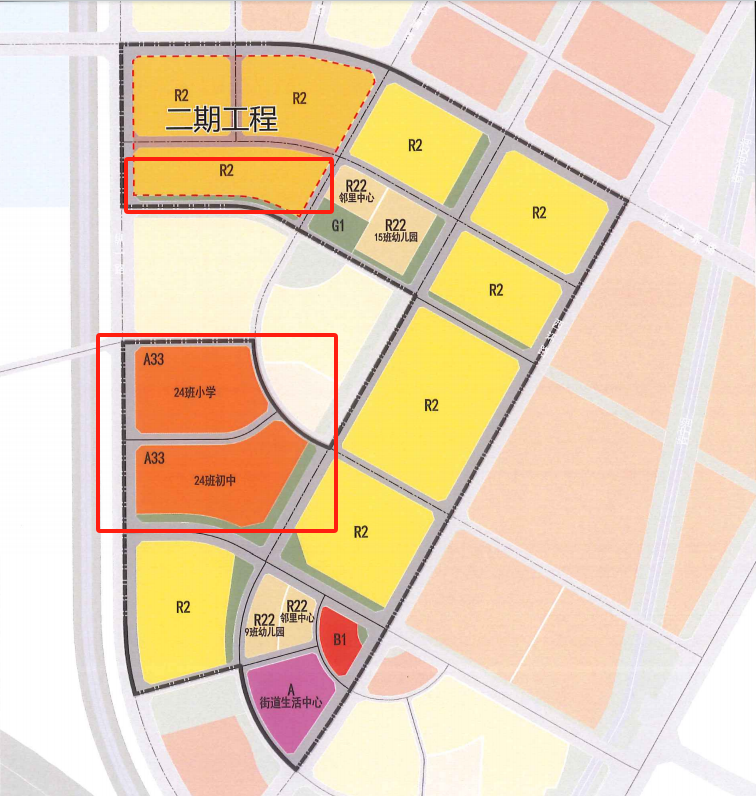 R2
R2
二期工程
R2
R2
R22
邻里中心
R22
15班幼儿园
G1
R2
R2
A33
24班小学
R2
A33
24班初中
R2
R2
R22
邻里中心
R22
9班幼儿园
B1
A
街道生活中心